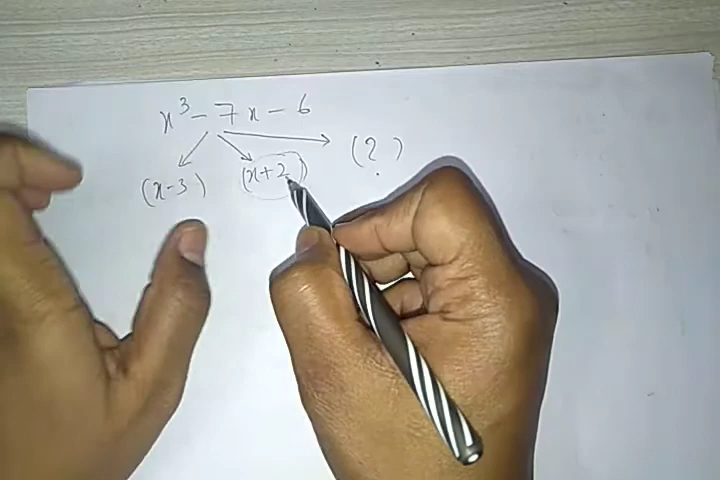 x³ - 7x - 6
(x-3) (x+2) (?)